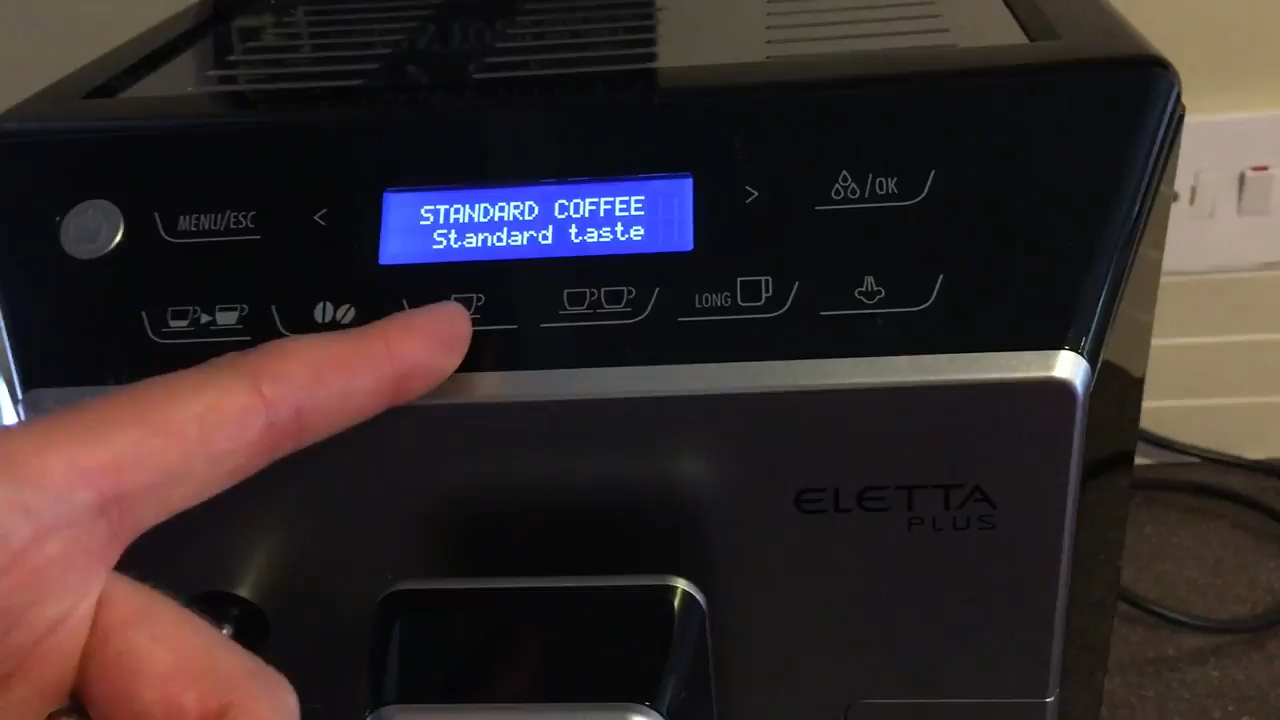 MENU/ESC
<
STANDARD COFFEE
Standard taste
>
/OK
LONG
ELETTA
PLUS